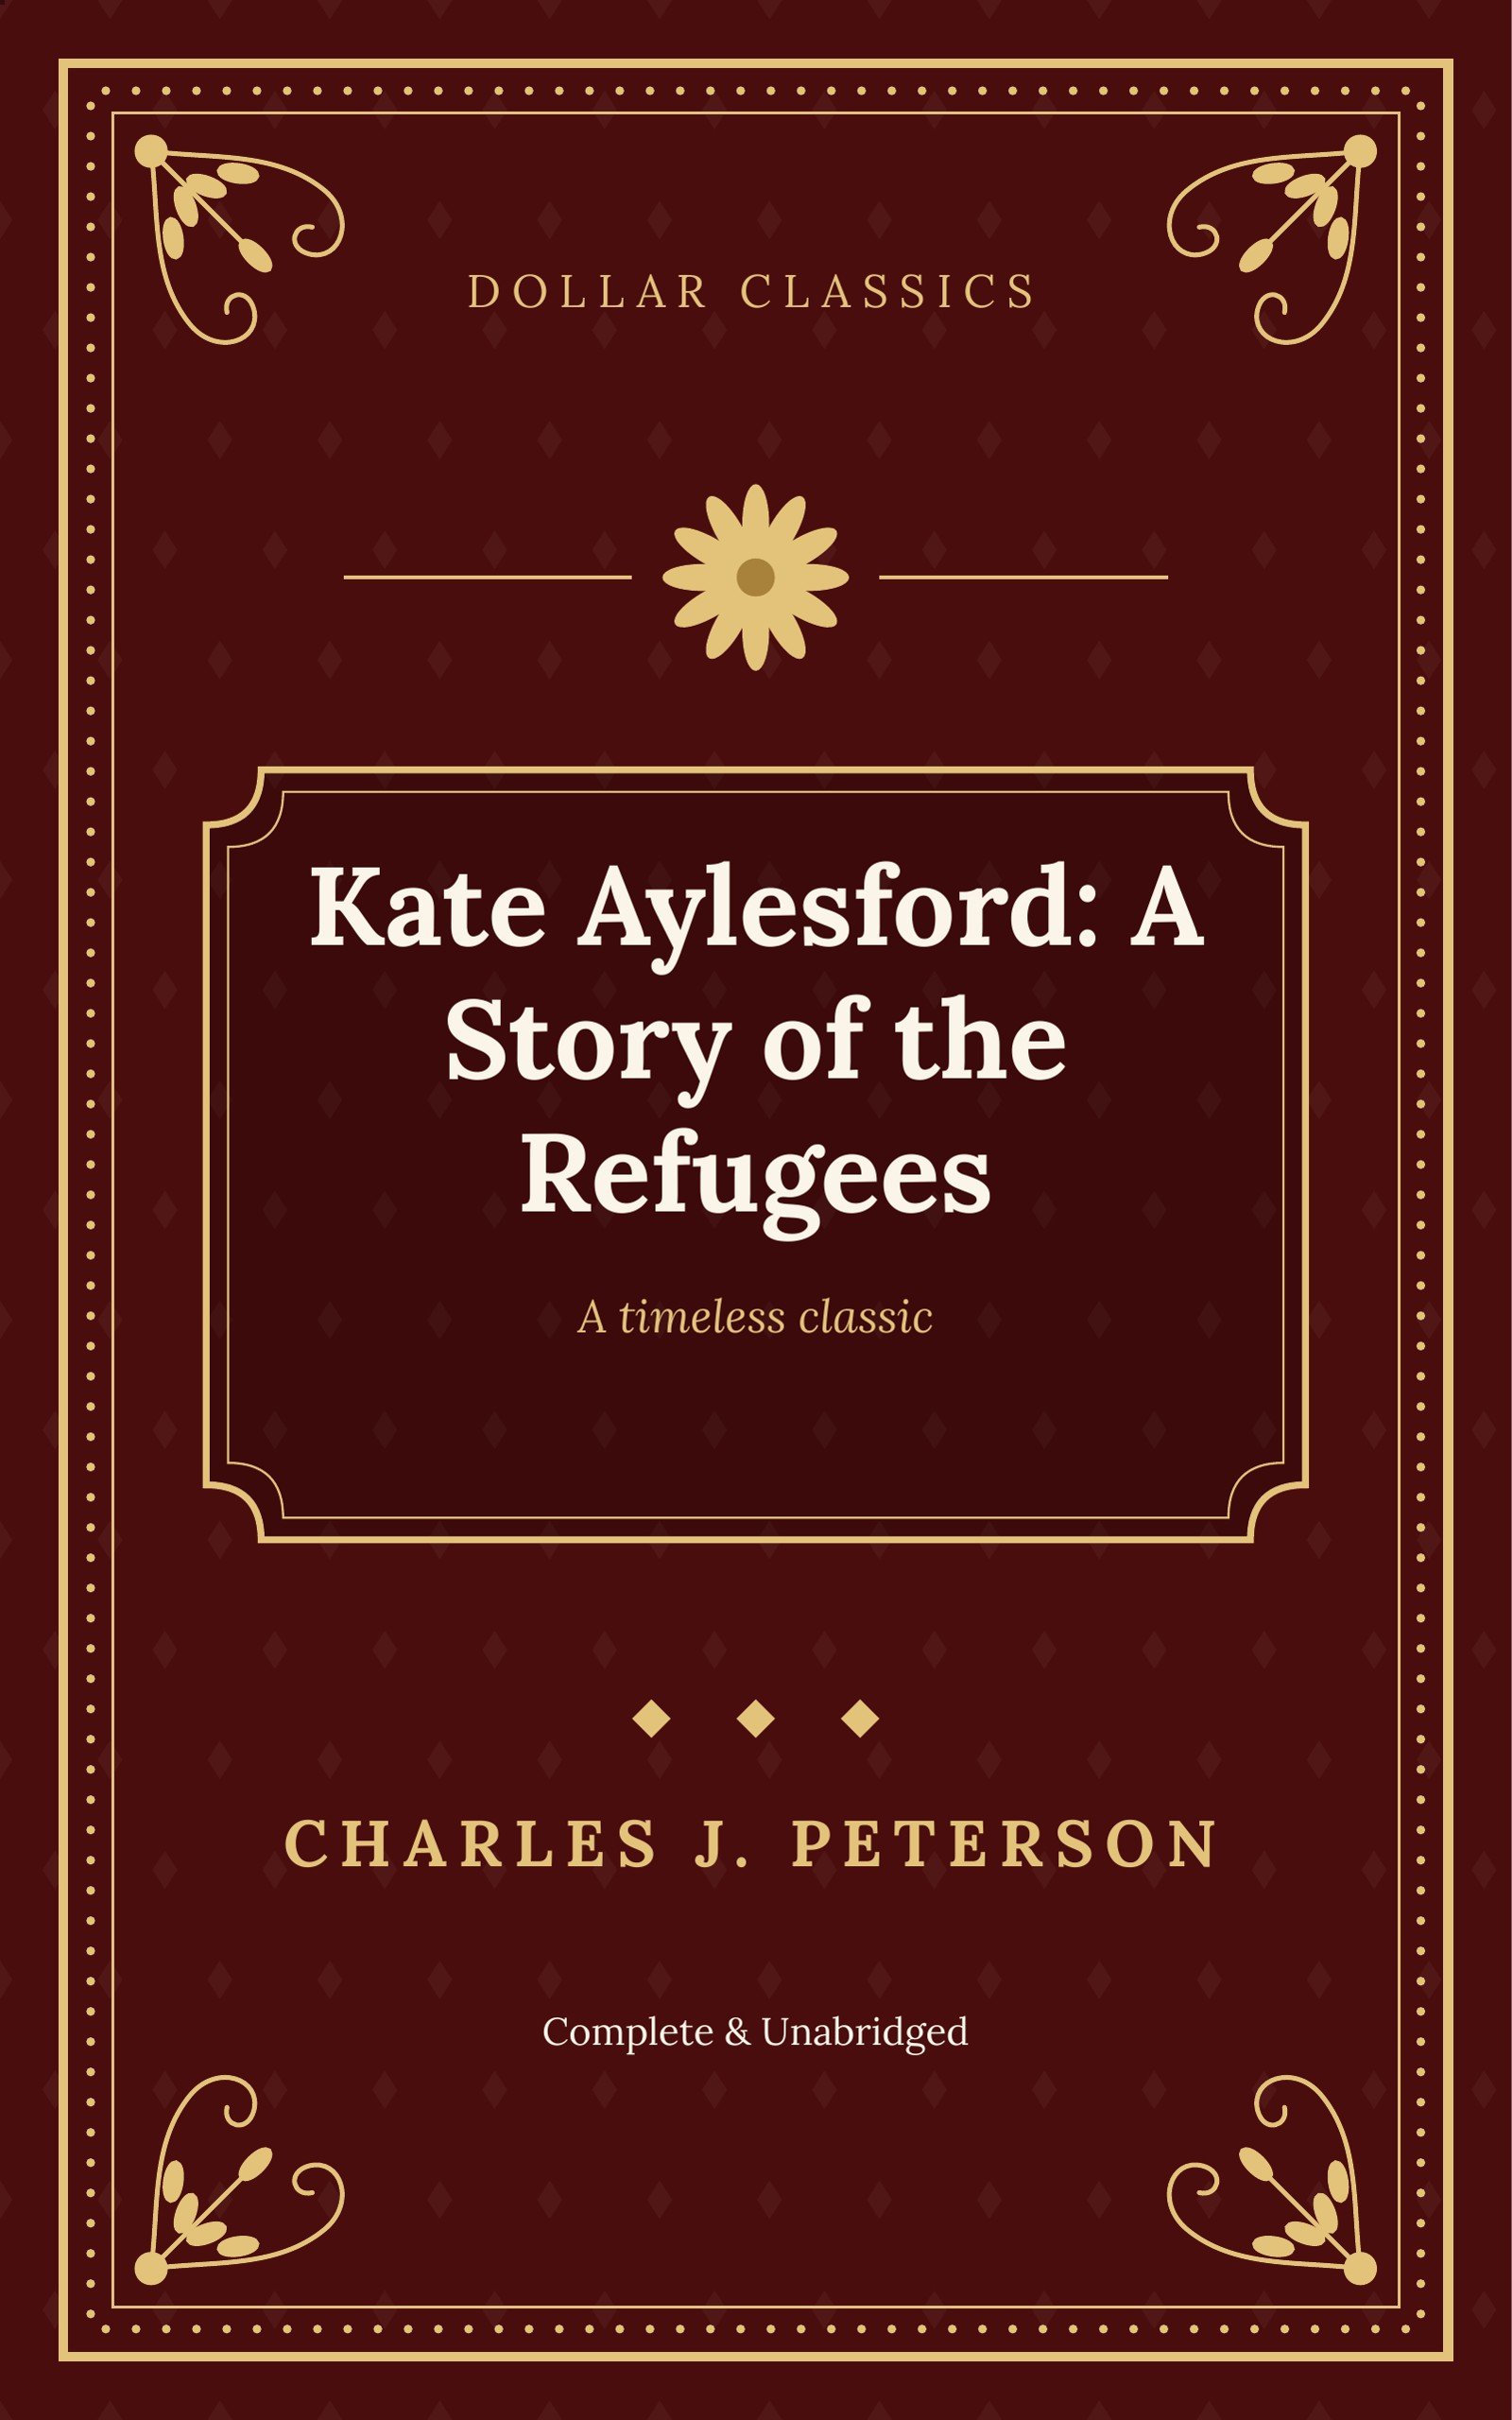 DOLLAR CLASSICS
Kate Aylesford: A
Story of the
Refugees
A timeless classic
CHARLES J. PETERSON
Complete & Unabridged